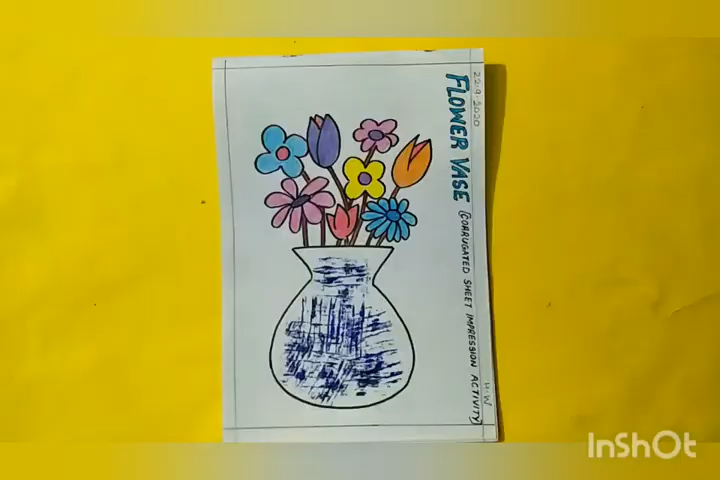 22.9.2020
H.W
FLOWER VASE (CORRUGATED SHEET IMPRESSION ACTIVITY)
InShOt